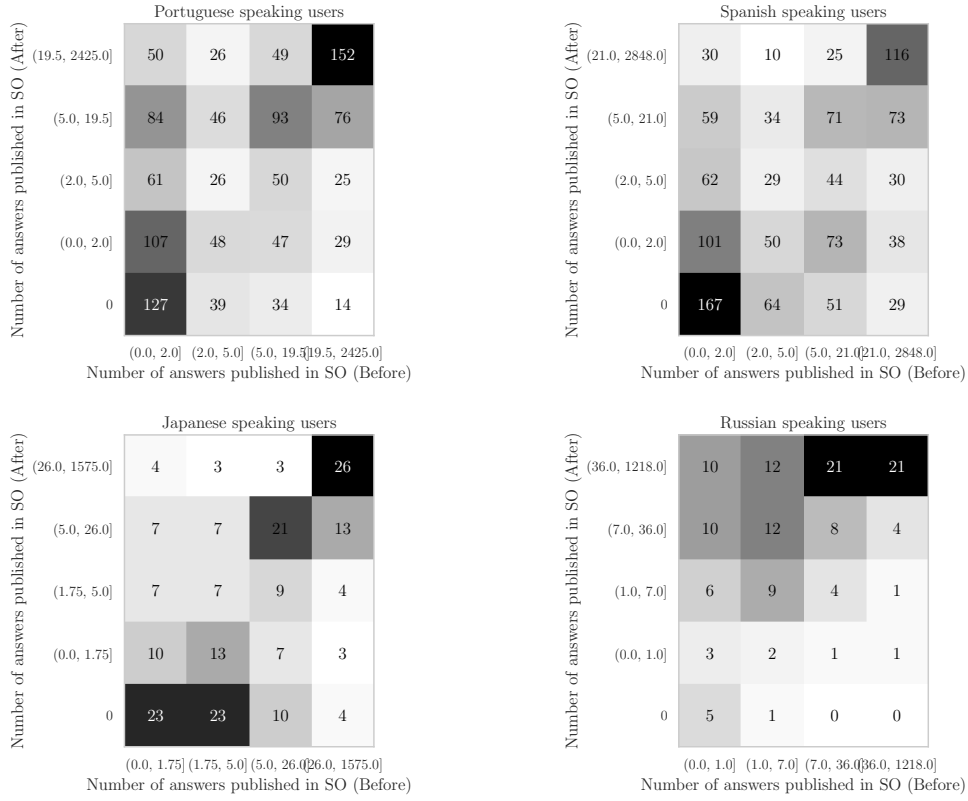 Portuguese speaking users
Number of answers published in SO (After)
(19.5, 2425.0] 50 26 49 152
(5.0, 19.5] 84 46 93 76
(2.0, 5.0] 61 26 50 25
(0.0, 2.0] 107 48 47 29
0 127 39 34 14
(0.0, 2.0] (2.0, 5.0] (5.0, 19.5] (19.5, 2425.0]
Number of answers published in SO (Before)
Spanish speaking users
Number of answers published in SO (After)
(21.0, 2848.0] 30 10 25 116
(5.0, 21.0] 59 34 71 73
(2.0, 5.0] 62 29 44 30
(0.0, 2.0] 101 50 73 38
0 167 64 51 29
(0.0, 2.0] (2.0, 5.0] (5.0, 21.0] (21.0, 2848.0]
Number of answers published in SO (Before)
Japanese speaking users
Number of answers published in SO (After)
(26.0, 1575.0] 4 3 3 26
(5.0, 26.0] 7 7 21 13
(1.75, 5.0] 7 7 9 4
(0.0, 1.75] 10 13 7 3
0 23 23 10 4
(0.0, 1.75] (1.75, 5.0] (5.0, 26.0] (26.0, 1575.0]
Number of answers published in SO (Before)
Russian speaking users
Number of answers published in SO (After)
(36.0, 1218.0] 10 12 21 21
(7.0, 36.0] 10 12 8 4
(1.0, 7.0] 6 9 4 1
(0.0, 1.0] 3 2 1 1
0 5 1 0 0
(0.0, 1.0] (1.0, 7.0] (7.0, 36.0] (36.0, 1218.0]
Number of answers published in SO (Before)